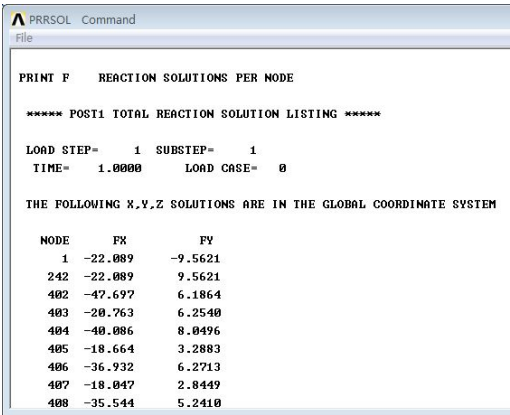 PRRSOL Command
File
PRINT F REACTION SOLUTIONS PER NODE
***** POST1 TOTAL REACTION SOLUTION LISTING *****
LOAD STEP= 1 SUBSTEP= 1
TIME= 1.0000 LOAD CASE= 0
THE FOLLOWING X,Y,Z SOLUTIONS ARE IN THE GLOBAL COORDINATE SYSTEM
NODE FX FY
1 -22.089 -9.5621
242 -22.089 9.5621
402 -47.697 6.1864
403 -20.763 6.2540
404 -40.086 8.0496
405 -18.664 3.2883
406 -36.932 6.2713
407 -18.047 2.8449
408 -35.544 5.2410